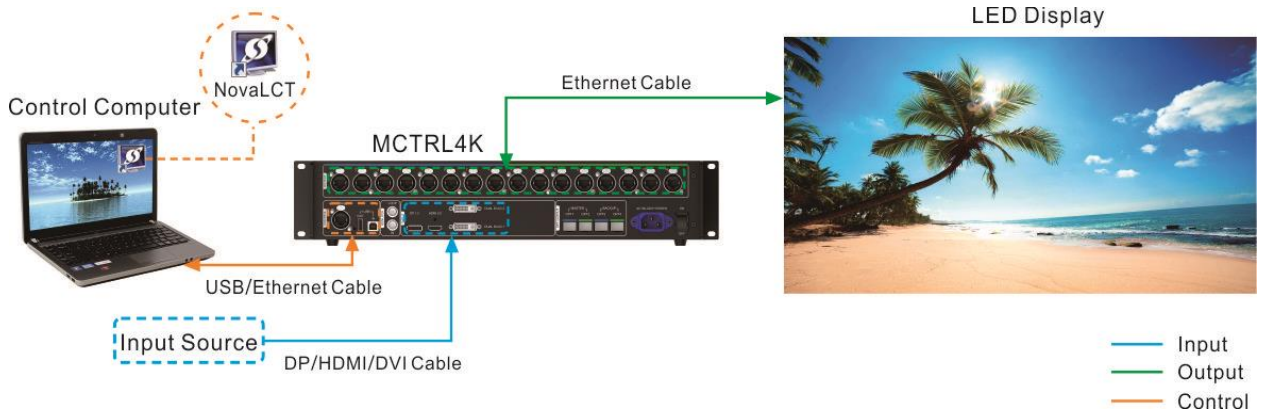 LED Display
NovaLCT
Control Computer
Ethernet Cable
MCTRL4K
USB/Ethernet Cable
Input Source
DP/HDMI/DVI Cable
Input
Output
Control